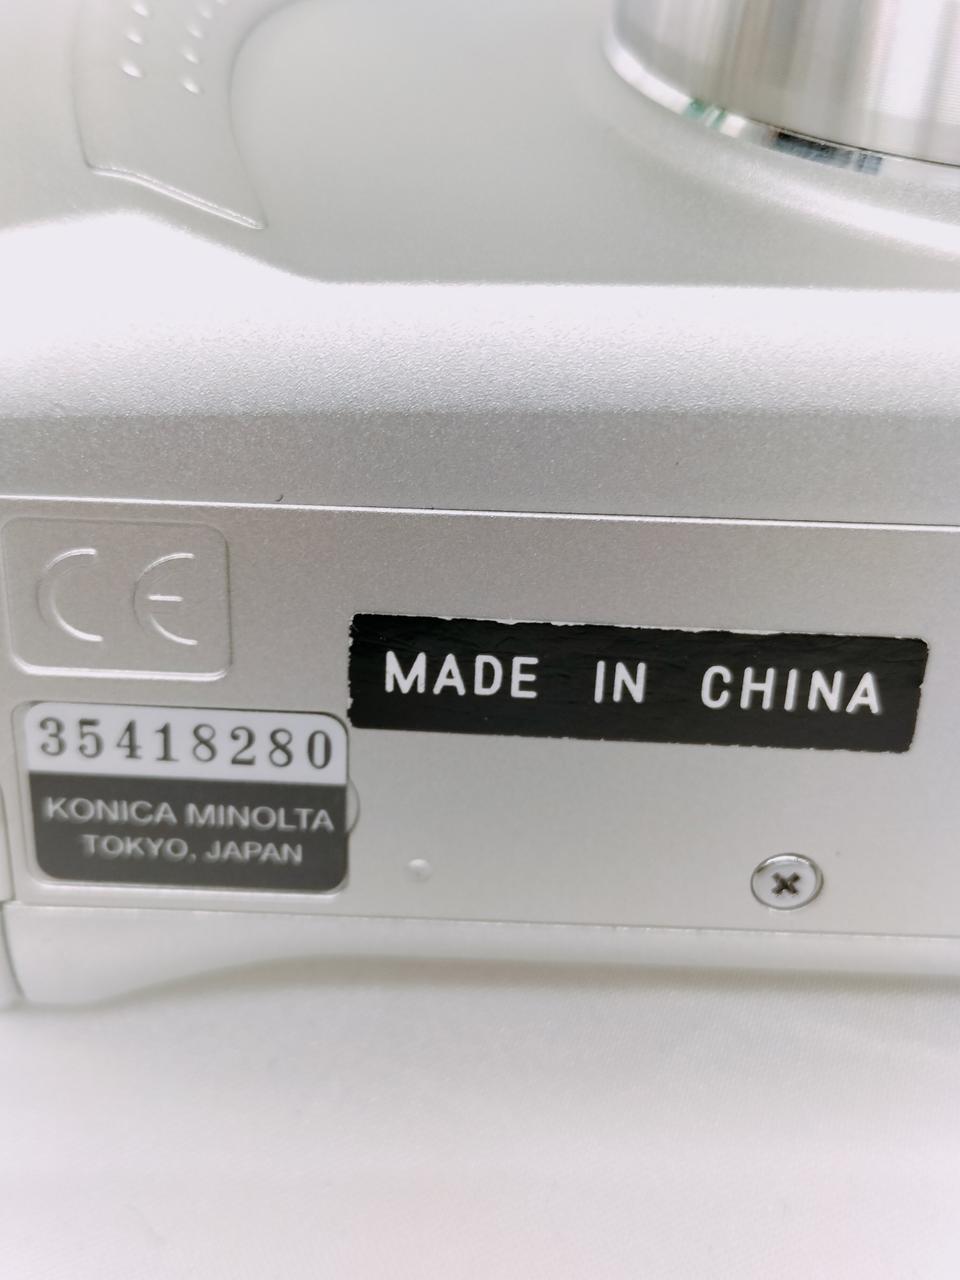 CE
MADE IN CHINA
35418280
KONICA MINOLTA
TOKYO, JAPAN